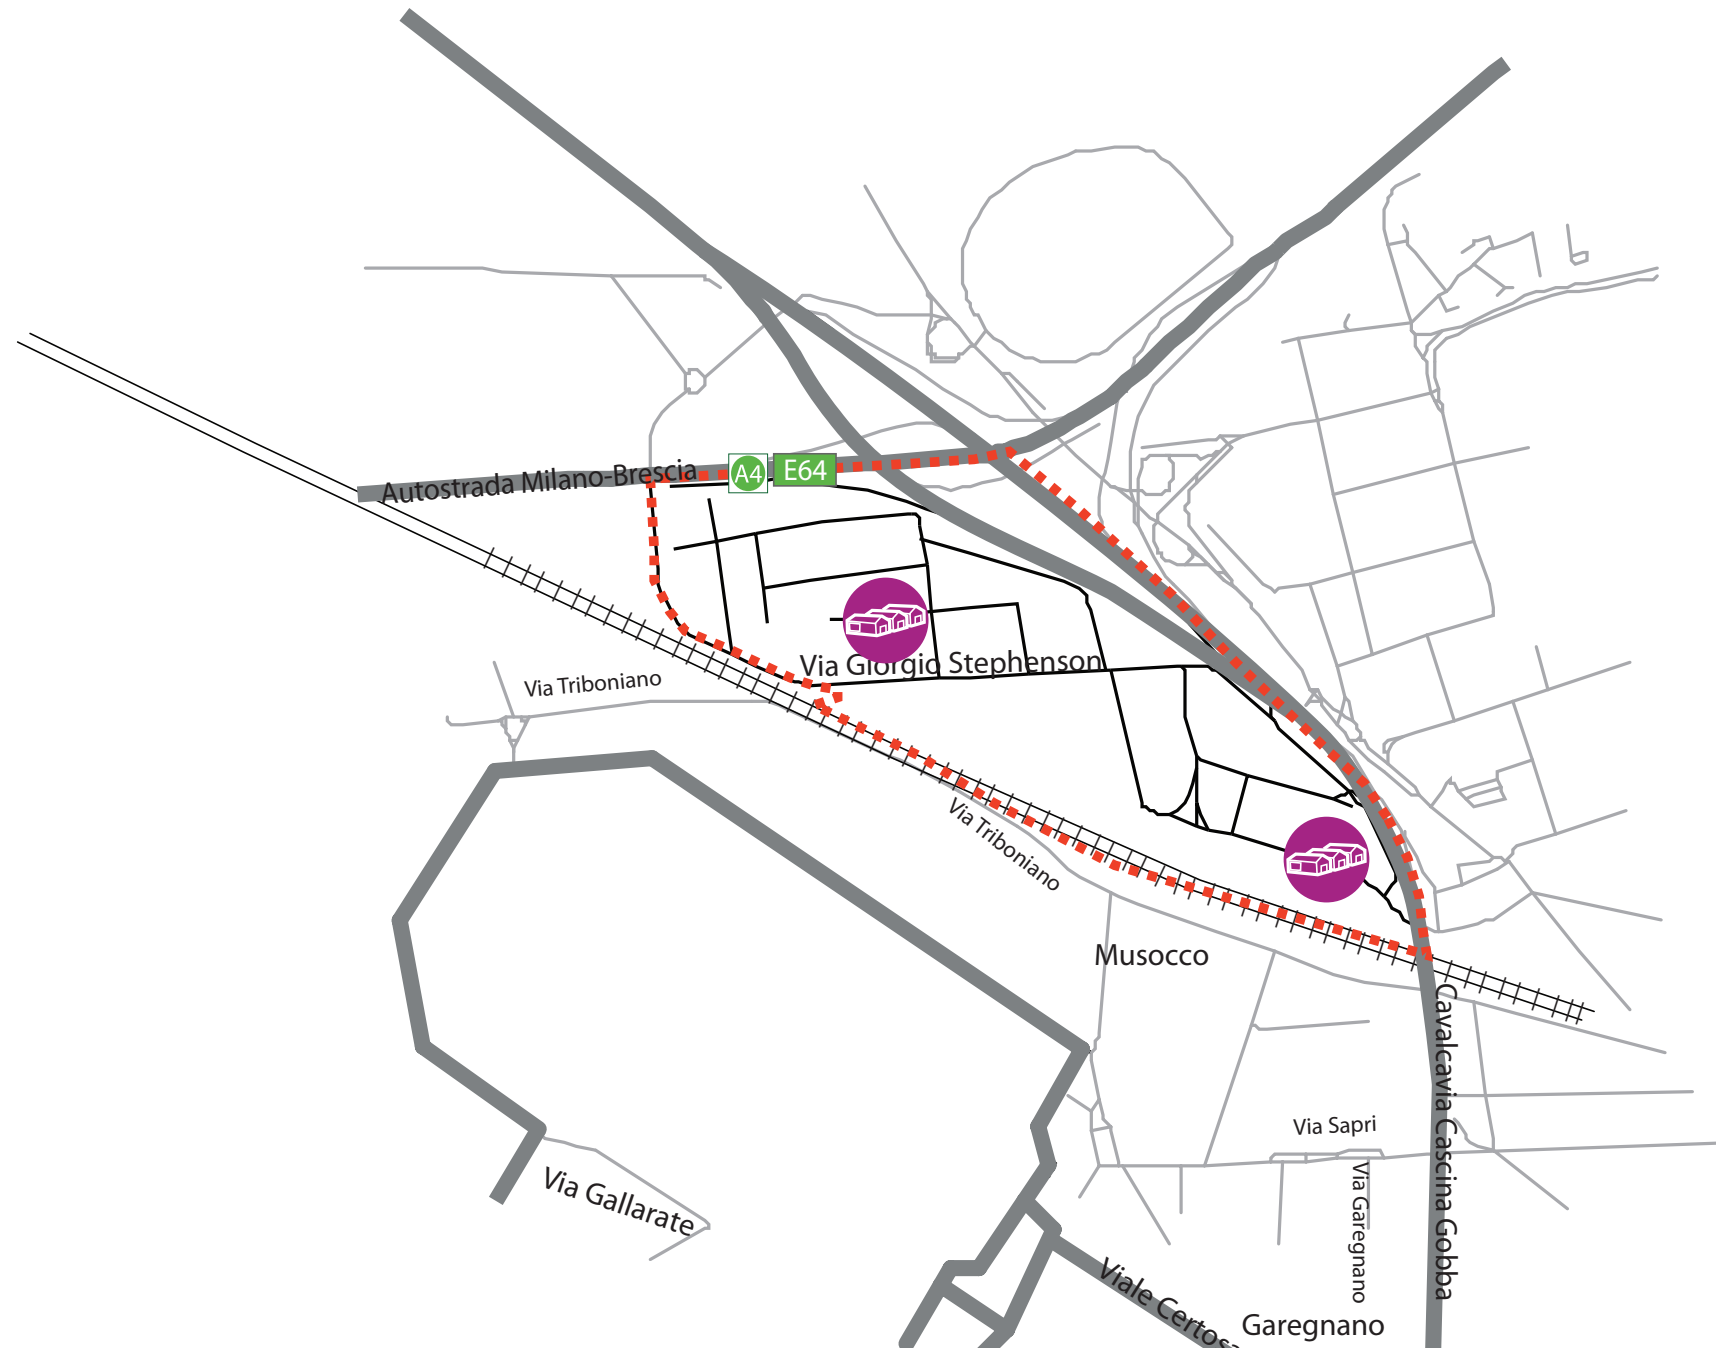 Autostrada Milano-Brescia
A4
E64
Via Giorgio Stephenson
Via Triboniano
Via Triboniano
Musocco
Cavalcavia Cascina Gobba
Via Sapri
Via Garegnano
Via Gallarate
Viale Certosa
Garegnano